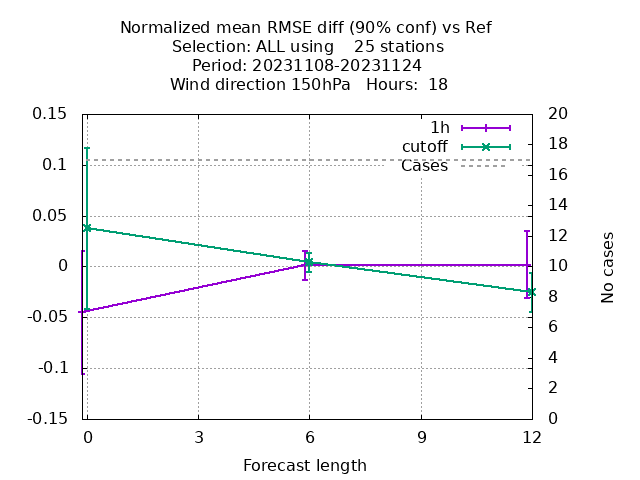 Normalized mean RMSE diff (90% conf) vs Ref
Selection: ALL using    25 stations
Period: 20231108-20231124
Wind direction 150hPa   Hours:  18
0.15
0.1
0.05
0
-0.05
-0.1
-0.15
1h
cutoff
Cases
20
18
16
14
12
10
8
6
4
2
0
No cases
0 3 6 9 12
Forecast length